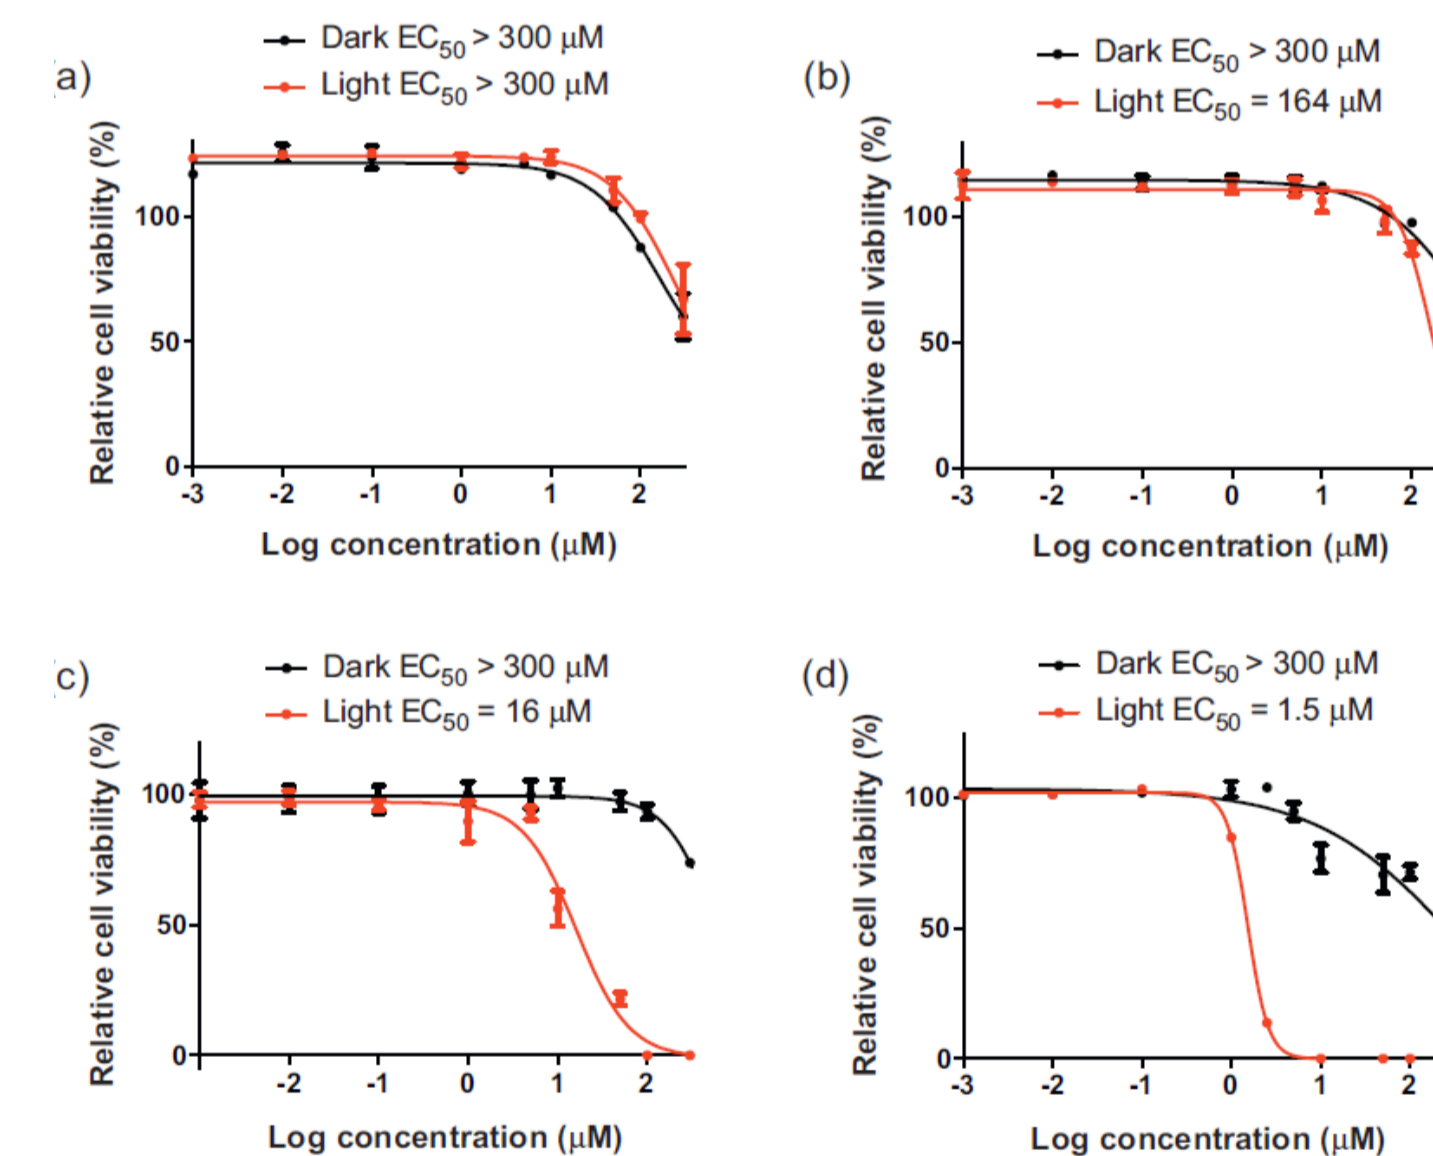 a)
Dark EC50 > 300 μM
Light EC50 > 300 μM
Relative cell viability (%)
100
50
0
-3 -2 -1 0 1 2
Log concentration (μM)
(b)
Dark EC50 > 300 μM
Light EC50 = 164 μM
Relative cell viability (%)
100
50
0
-3 -2 -1 0 1 2
Log concentration (μM)
c)
Dark EC50 > 300 μM
Light EC50 = 16 μM
Relative cell viability (%)
100
50
0
-2 -1 0 1 2
Log concentration (μM)
(d)
Dark EC50 > 300 μM
Light EC50 = 1.5 μM
Relative cell viability (%)
100
50
0
-3 -2 -1 0 1 2
Log concentration (μM)